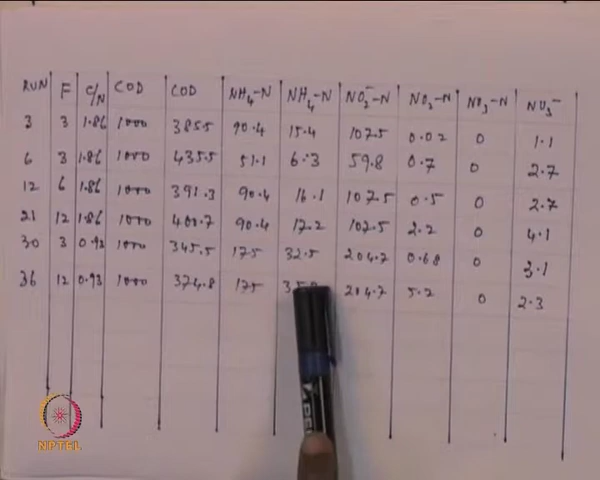 RUN F C/N COD COD NH4-N NH4-N NO2⁻-N NO2-N NO3-N NO3⁻
3 3 1.86 1000 385.5 90.4 15.4 107.5 0.02 0 1.1
6 3 1.86 1000 435.5 51.1 6.3 59.8 0.7 0 2.7
12 6 1.86 1000 391.3 90.4 16.1 107.5 0.5 0 2.7
21 12 1.86 1000 400.7 90.4 17.2 107.5 2.2 0 4.1
30 3 0.93 1000 345.5 175 32.5 204.7 0.68 0 3.1
36 12 0.93 1000 374.8 175 204.7 5.2 0 2.3
NPTEL